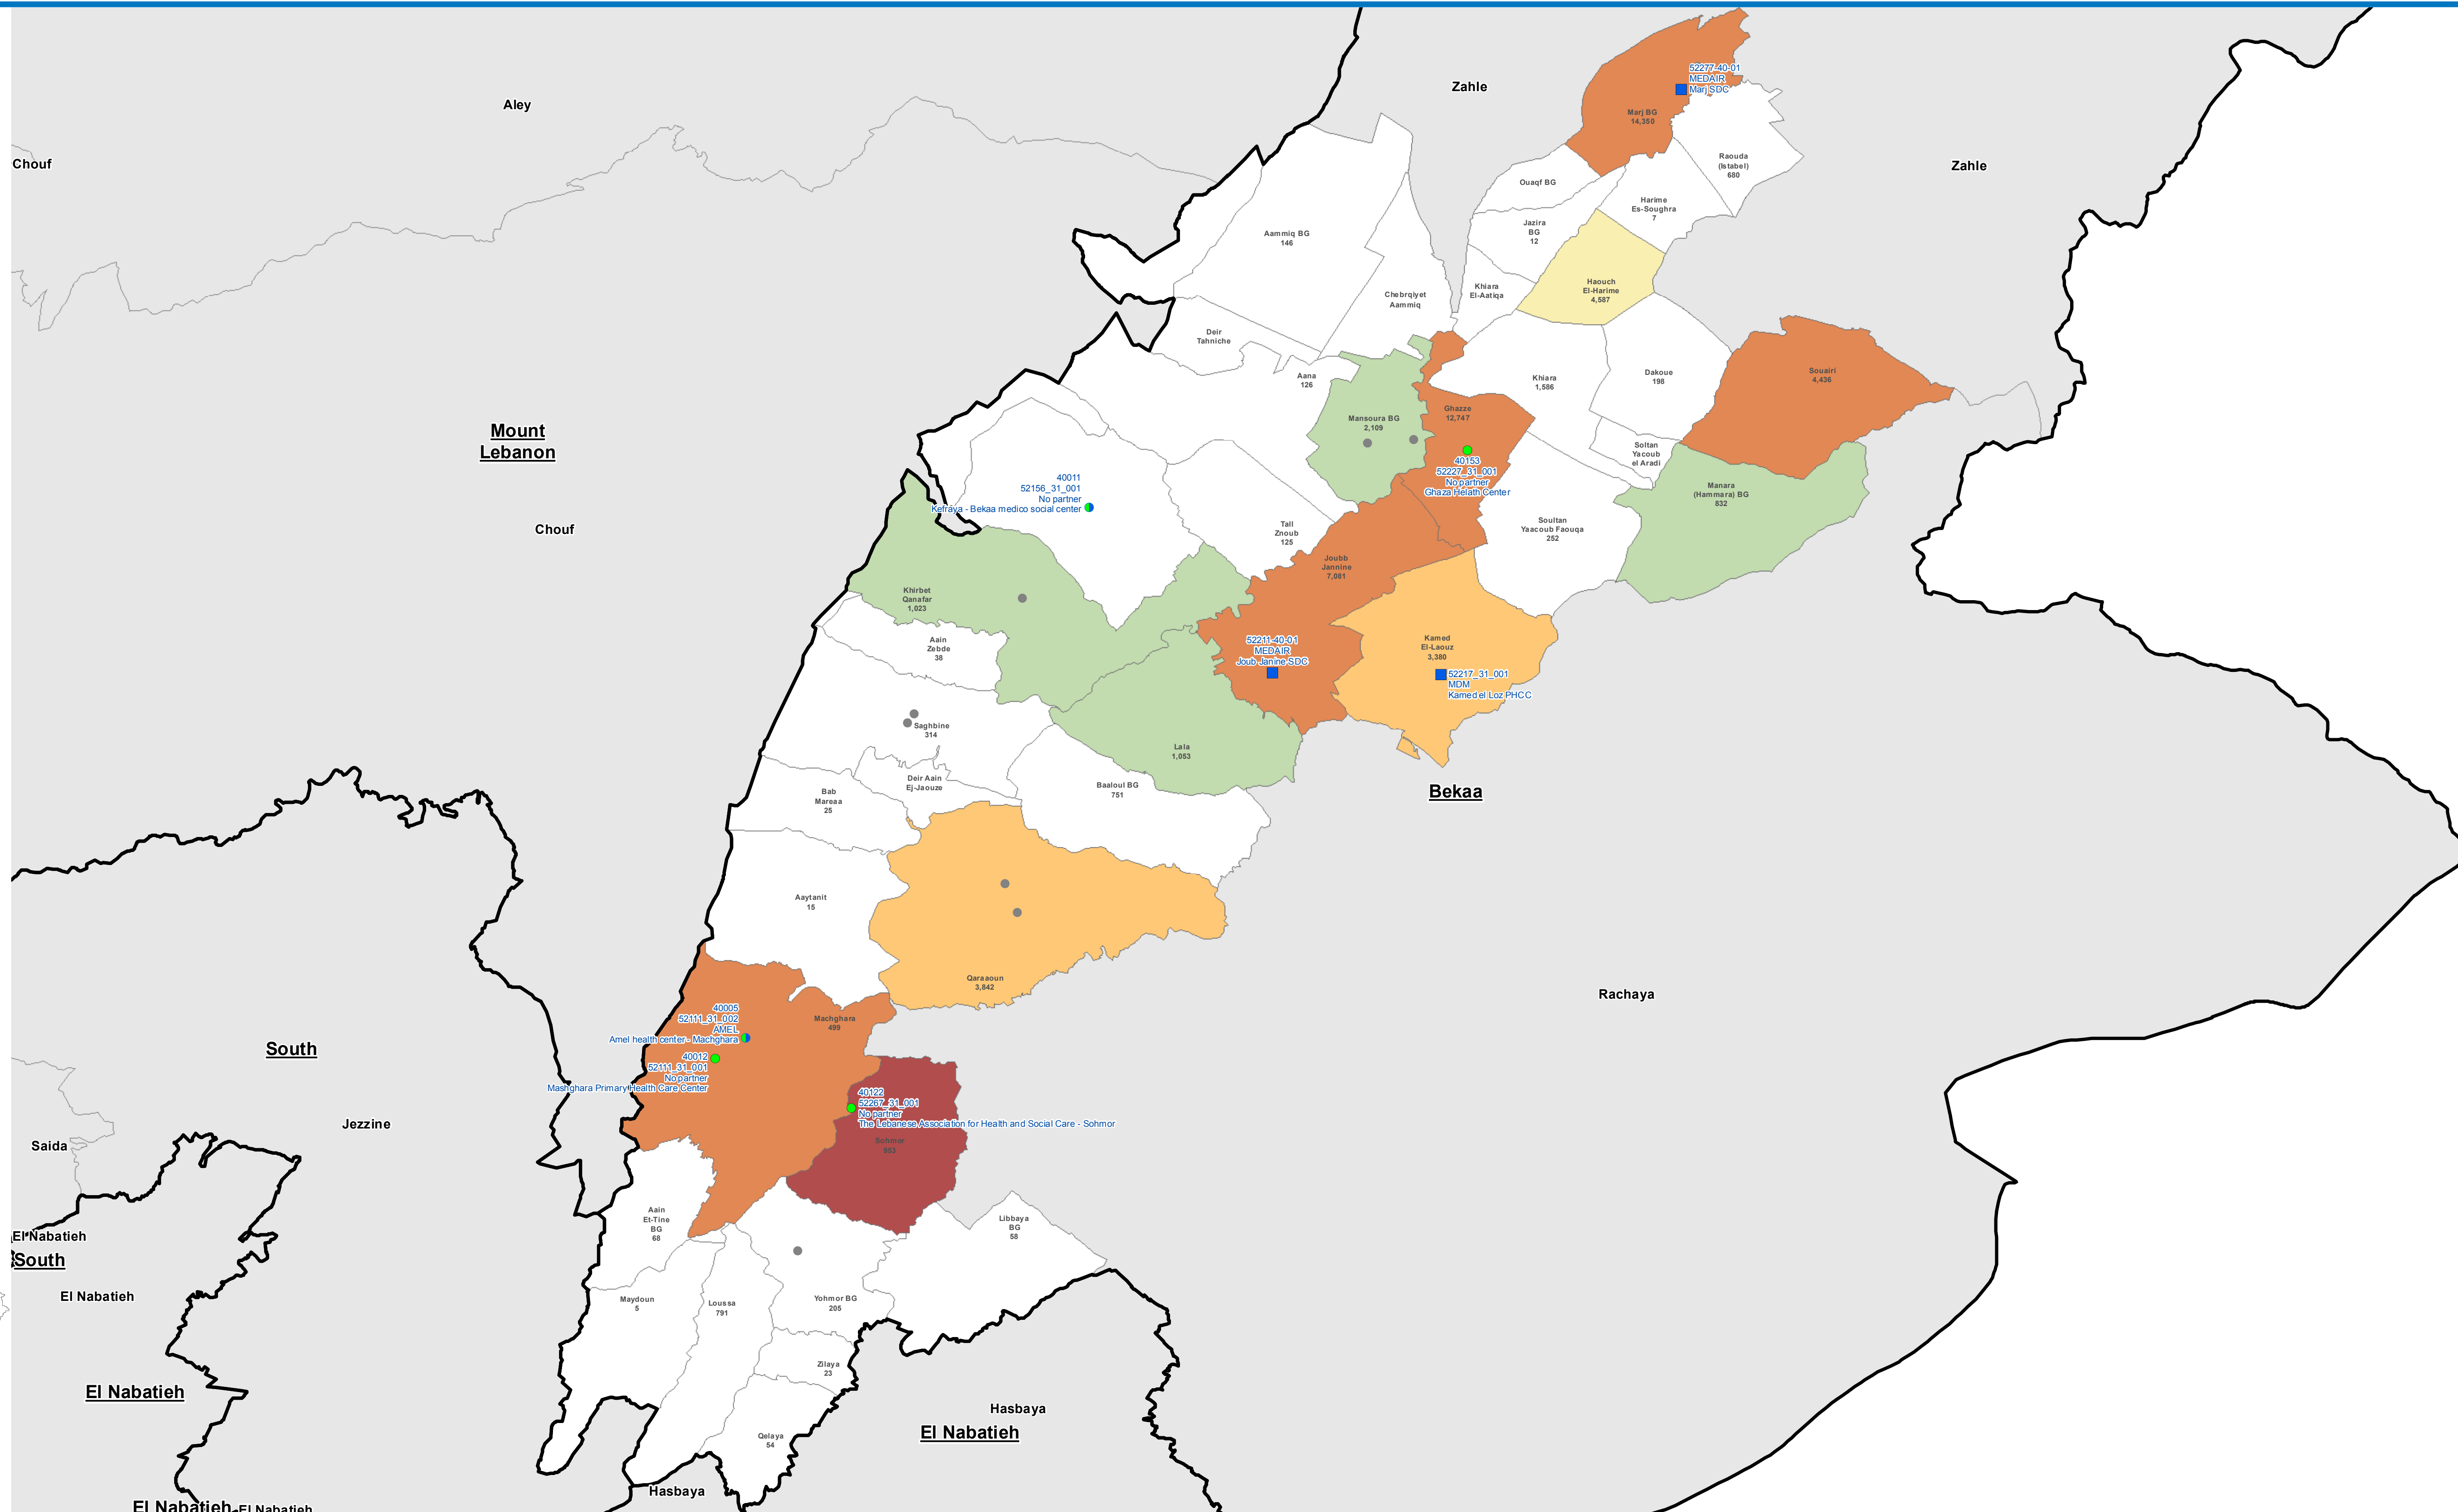 Zahle
52277-40-01
MEDAIR
Marj SDC
Aley
Marj BG
14,350
Chouf
Raouda
(Istabel)
680
Zahle
Ouaqf BG
Harime
Es-Soughra
7
Jazira
BG
12
Aammiq BG
146
Khiara
El-Aatiqa
Haouch
El-Harime
4,587
Chebrqiyet
Aammiq
Deir
Tahniche
Aana
126
Khiara
1,586
Dakoue
198
Souairi
4,436
Mansoura BG
2,109
Ghazze
12,747
Mount
Lebanon
Soltan
Yacoub
el Aradi
40153
52227_31_001
No partner
Ghaza Helath Center
40011
52156_31_001
No partner
Kefraya - Bekaa medico social center
Manara
(Hammara) BG
832
Chouf
Tall
Znoub
125
Soultan
Yaacoub Faouqa
252
Joubb
Jannine
7,081
Khirbet
Qanafar
1,023
Aain
Zebde
38
52211-40-01
MEDAIR
Joub Janine SDC
Kamed
El-Laouz
3,380
52217_31_001
MDM
Kamed el Loz PHCC
Saghbine
314
Lala
1,053
Deir Aain
Ej-Jaouze
Baaloul BG
751
Bab
Mareaa
25
Bekaa
Aaytanit
15
Qaraaoun
3,842
Rachaya
40005
52111_31_002
AMEL
Amel health center - Machghara
Machghara
499
South
40012
52111_31_001
No partner
Mashghara Primary Health Care Center
40122
52267_31_001
No partner
The Lebanese Association for Health and Social Care - Sohmor
Sohmor
993
Jezzine
Saida
Aain
Et-Tine
BG
68
Libbaya
BG
58
El Nabatieh
South
El Nabatieh
Maydoun
5
Loussa
791
Yohmor BG
205
Zilaya
23
El Nabatieh
Hasbaya
El Nabatieh
Qelaya
54
Hasbaya
El Nabatieh
El Nabatieh